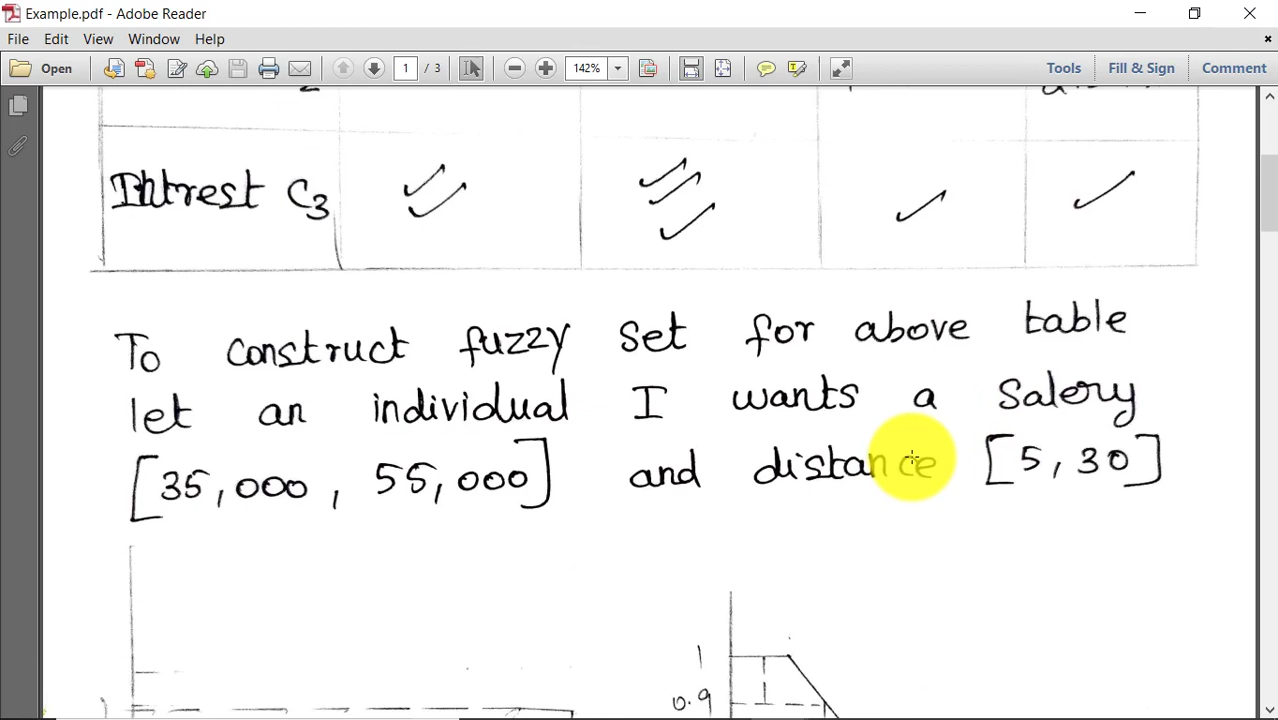 Example.pdf - Adobe Reader
File Edit View Window Help
Open 1 / 3 142% Tools Fill & Sign Comment
Intrest C3
To construct fuzzy set for above table
let an individual I wants a Salery
[35,000, 55,000] and distance [5, 30]
1
0.9